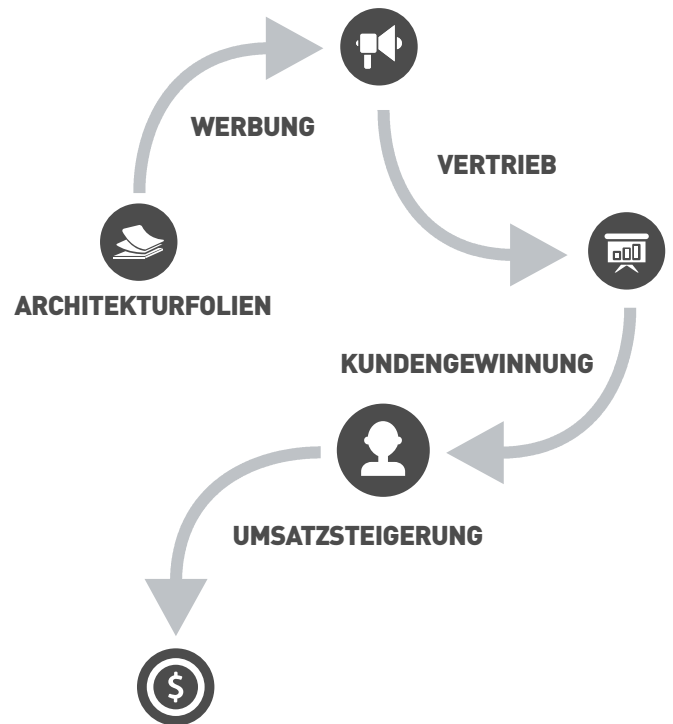 WERBUNG
VERTRIEB
ARCHITEKTURFOLIEN
KUNDENGEWINNUNG
UMSATZSTEIGERUNG
$